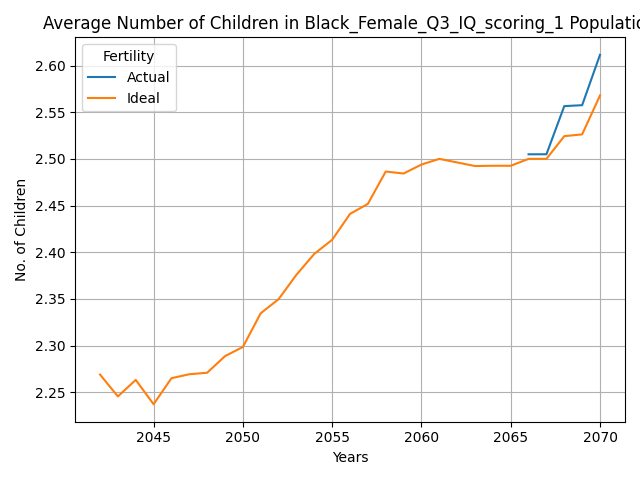 Average Number of Children in Black_Female_Q3_IQ_scoring_1
Fertility
Actual
Ideal
No. of Children
2.60
2.55
2.50
2.45
2.40
2.35
2.30
2.25
2045 2050 2055 2060 2065 2070
Years